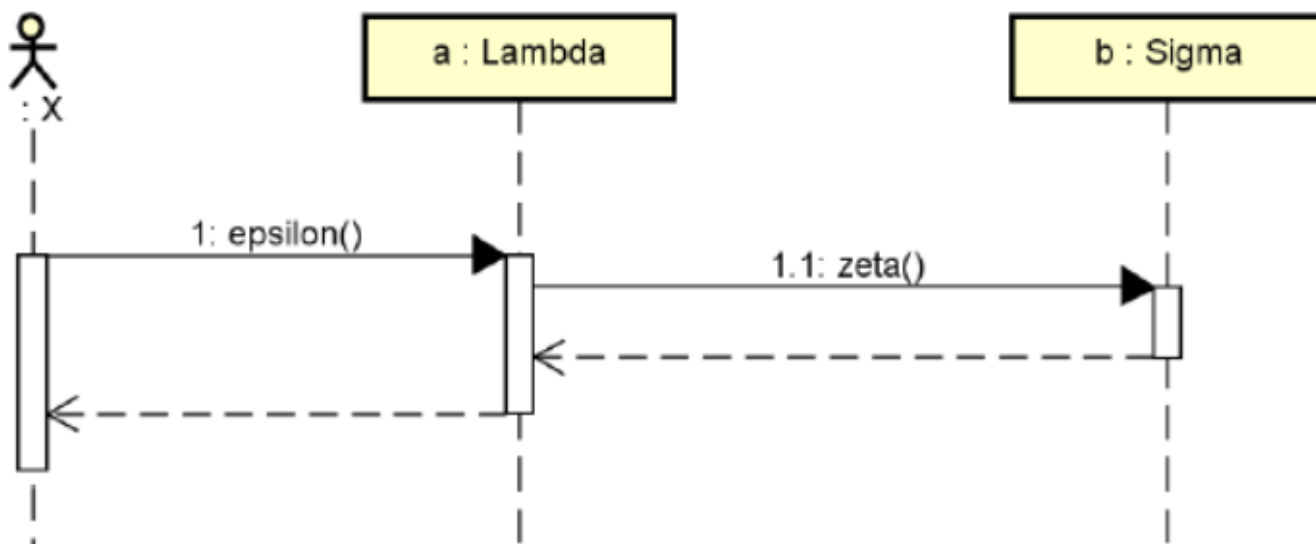 a : Lambda
b : Sigma
: X
1: epsilon()
1.1: zeta()